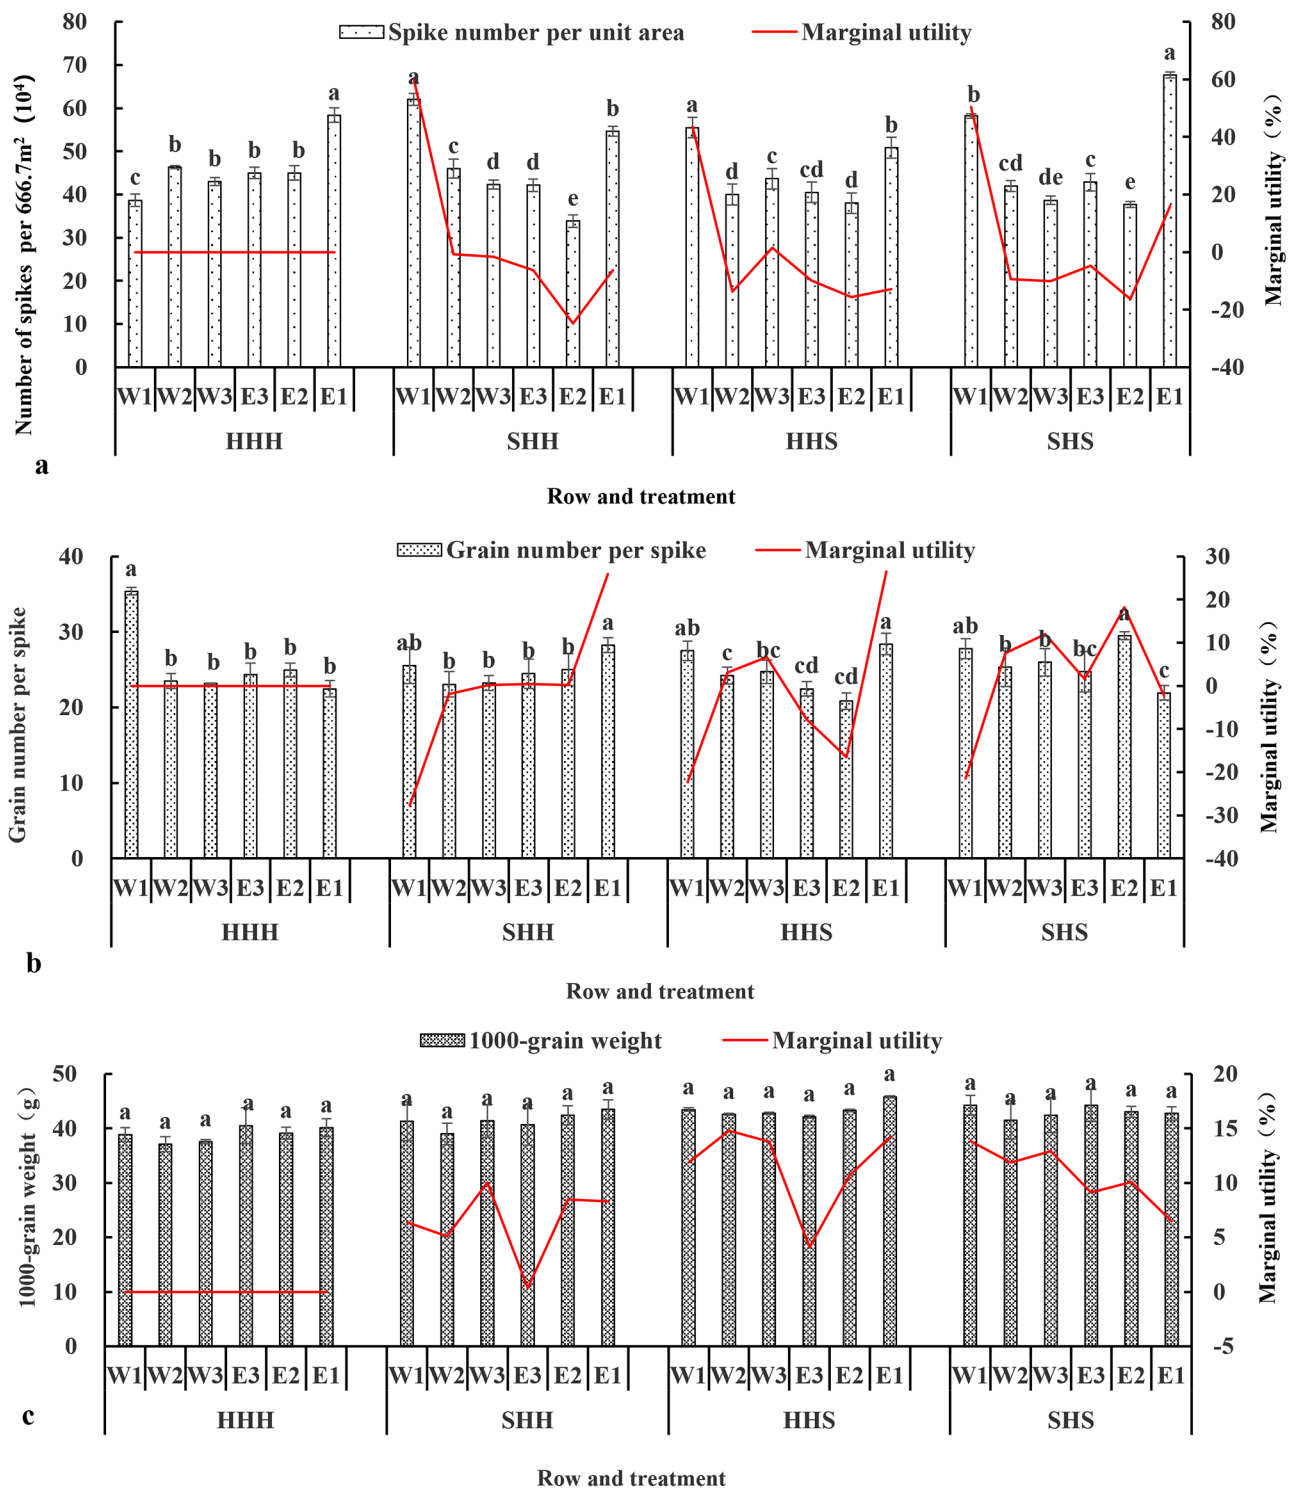 Spike number per unit area Marginal utility
Number of spikes per 666.7m² (10⁴)
80
70
60
50
40
30
20
10
0
a b b b b a
a c d d e b
a d c cd d b
b cd de c e a
80
60
40
20
0
-20
-40
Marginal utility（%）
W1 W2 W3 E3 E2 E1 W1 W2 W3 E3 E2 E1 W1 W2 W3 E3 E2 E1 W1 W2 W3 E3 E2 E1
HHH SHH HHS SHS
a
Row and treatment
Grain number per spike Marginal utility
Grain number per spike
40
30
20
10
0
a b b b b b
ab b b b b a
ab c bc cd cd a
ab b b bc a c
30
20
10
0
-10
-20
-30
-40
Marginal utility（%）
W1 W2 W3 E3 E2 E1 W1 W2 W3 E3 E2 E1 W1 W2 W3 E3 E2 E1 W1 W2 W3 E3 E2 E1
HHH SHH HHS SHS
b
Row and treatment
1000-grain weight Marginal utility
1000-grain weight（g）
50
40
30
20
10
0
a a a a a a
a a a a a a
a a a a a a
a a a a a a
20
15
10
5
0
-5
Marginal utility（%）
W1 W2 W3 E3 E2 E1 W1 W2 W3 E3 E2 E1 W1 W2 W3 E3 E2 E1 W1 W2 W3 E3 E2 E1
HHH SHH HHS SHS
c
Row and treatment